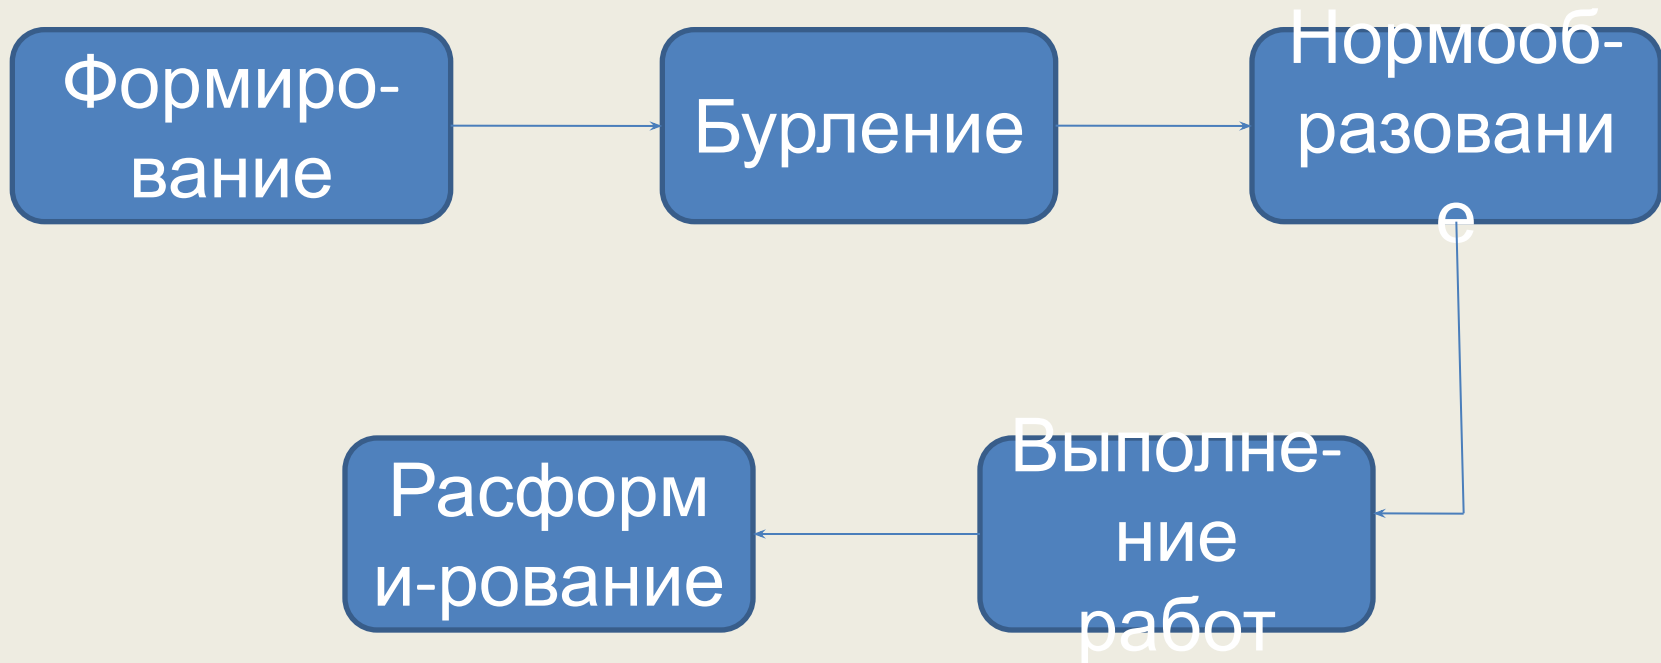 Формиро-
вание
Бурление
Нормооб-
разовани
е
Выполне-
ние
работ
Расформ
и-рование